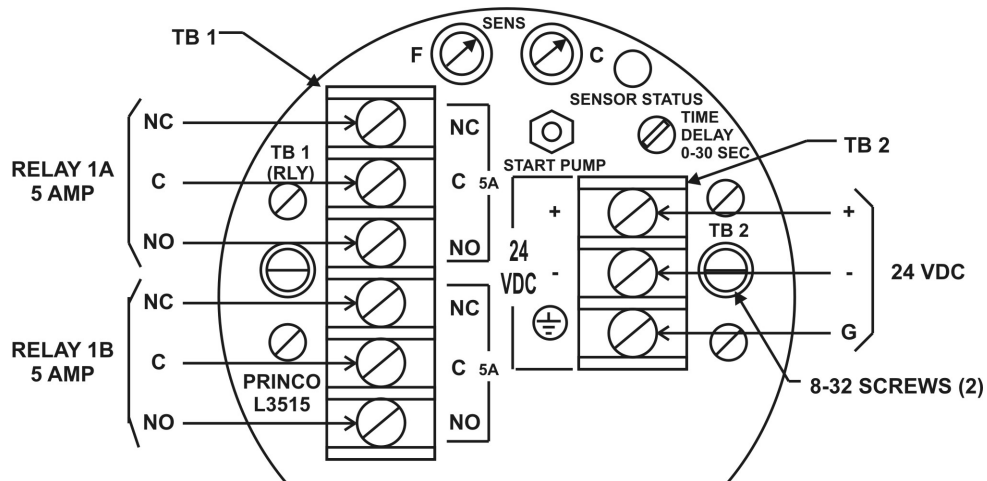 TB 1
SENS
F
C
SENSOR STATUS
TIME
DELAY
0-30 SEC
START PUMP
TB 2
RELAY 1A
5 AMP
NC
C
NO
TB 1
(RLY)
NC
C 5A
NO
RELAY 1B
5 AMP
NC
C
NO
PRINCO
L3515
NC
C 5A
NO
+
-
24
VDC
TB 2
+
-
G
24 VDC
8-32 SCREWS (2)